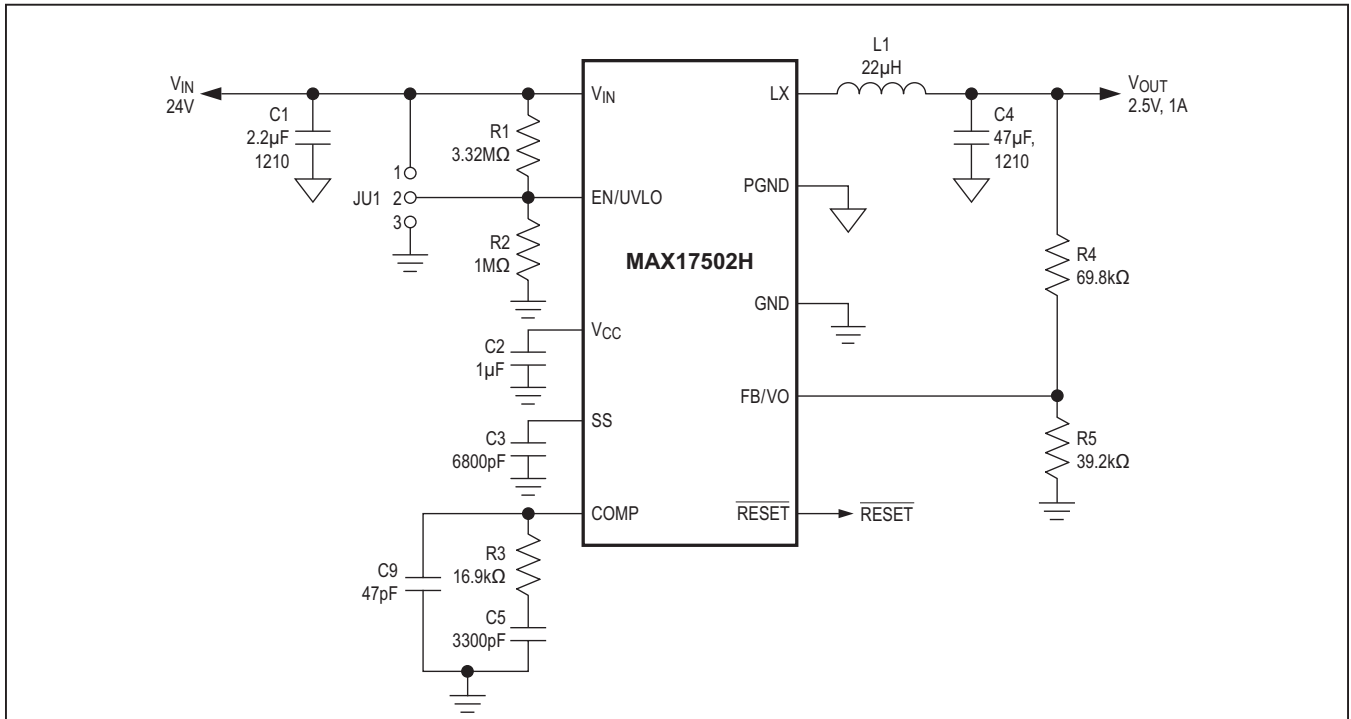 VIN
24V
C1
2.2µF
1210
JU1
1
2
3
R1
3.32MΩ
R2
1MΩ
C2
1µF
C3
6800pF
C9
47pF
R3
16.9kΩ
C5
3300pF
VIN
EN/UVLO
VCC
SS
COMP
MAX17502H
LX
PGND
GND
FB/VO
RESET
RESET
L1
22µH
C4
47µF,
1210
VOUT
2.5V, 1A
R4
69.8kΩ
R5
39.2kΩ